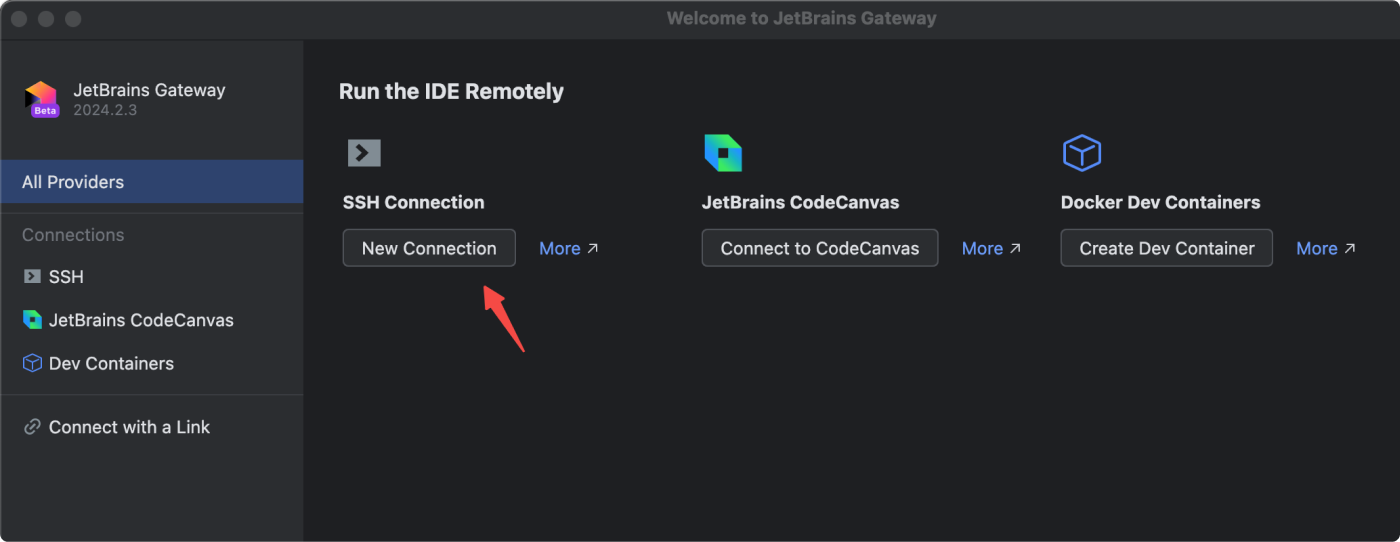 Welcome to JetBrains Gateway
JetBrains Gateway
Beta
2024.2.3
All Providers
Connections
SSH
JetBrains CodeCanvas
Dev Containers
Connect with a Link
Run the IDE Remotely
SSH Connection
New Connection More ↗
JetBrains CodeCanvas
Connect to CodeCanvas More ↗
Docker Dev Containers
Create Dev Container More ↗